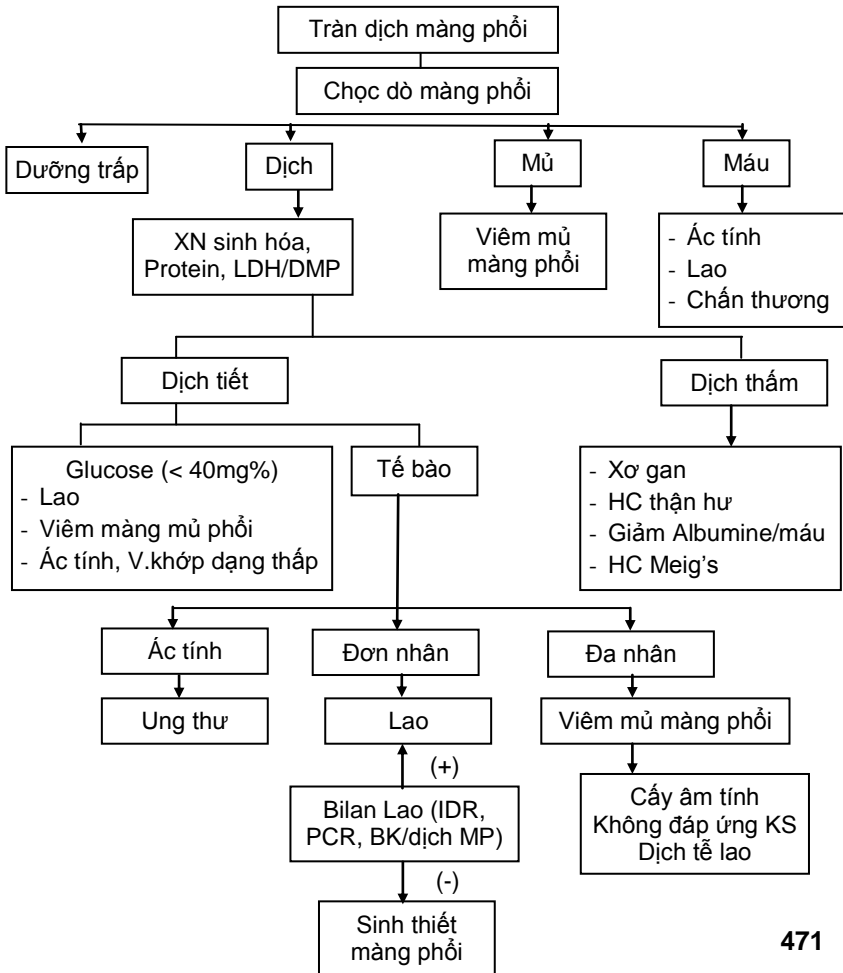 Tràn dịch màng phổi
Chọc dò màng phổi
Dưỡng trấp
Dịch
Mủ
Máu
XN sinh hóa,
Protein, LDH/DMP
Viêm mủ
màng phổi
- Ác tính
- Lao
- Chấn thương
Dịch tiết
Dịch thấm
Glucose (< 40mg%)
- Lao
- Viêm màng mủ phổi
- Ác tính, V.khớp dạng thấp
Tế bào
- Xơ gan
- HC thận hư
- Giảm Albumine/máu
- HC Meig's
Ác tính
Đơn nhân
Đa nhân
Ung thư
Lao
Viêm mủ màng phổi
(+)
Bilan Lao (IDR,
PCR, BK/dịch MP)
Cấy âm tính
Không đáp ứng KS
Dịch tễ lao
(-)
Sinh thiết
màng phổi
471